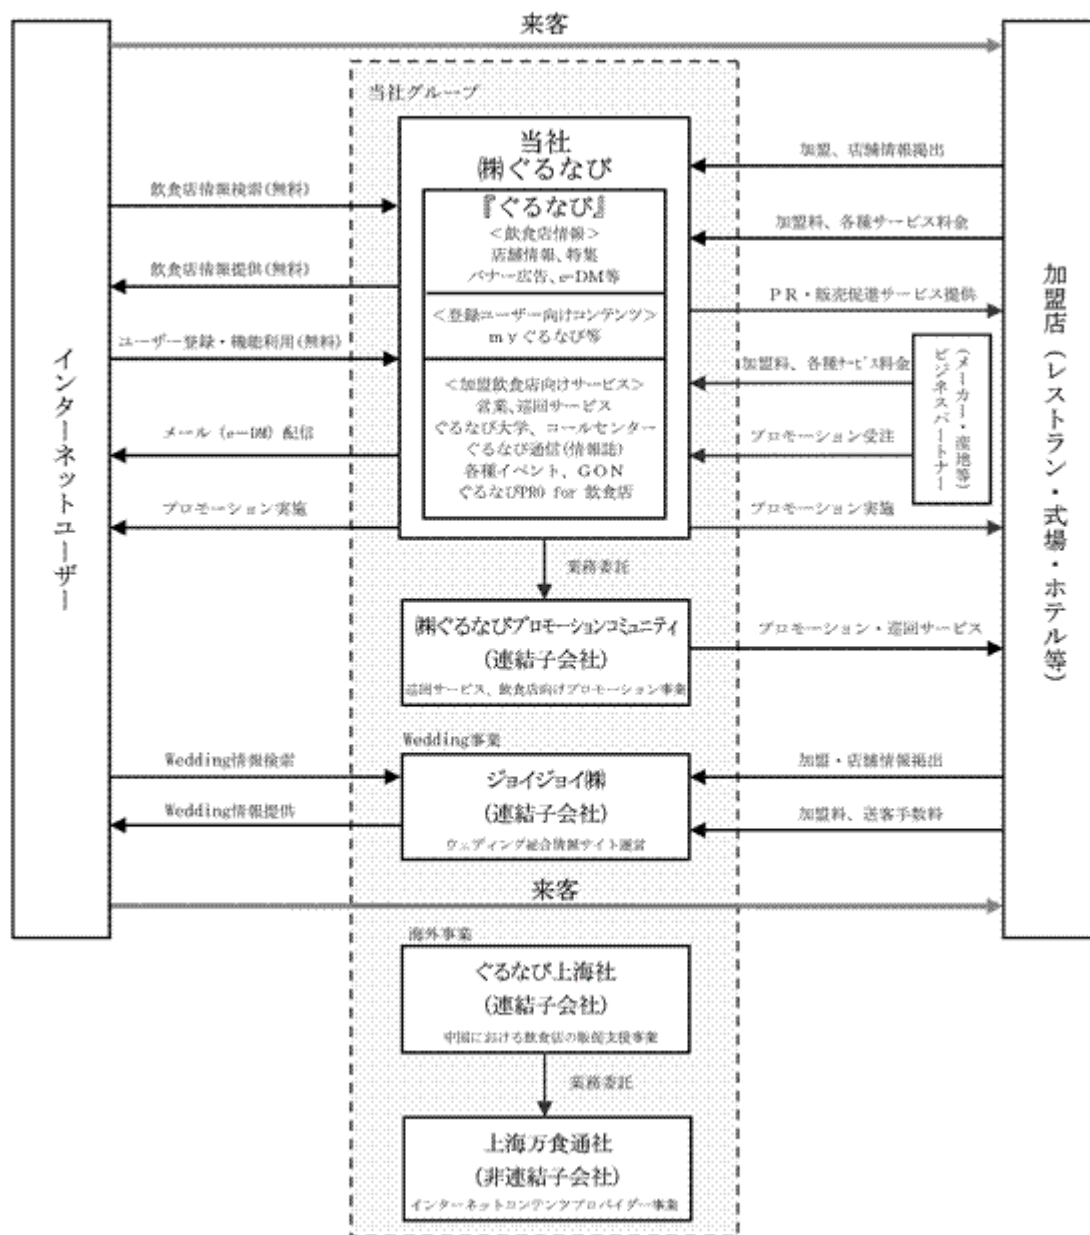 来客
当社グループ
当社
㈱ぐるなび
『ぐるなび』
<飲食店情報>
店舗情報、特集
バナー広告、e-DM等
<登録ユーザー向けコンテンツ>
myぐるなび等
<加盟飲食店向けサービス>
営業、巡回サービス
ぐるなび大学、コールセンター
ぐるなび通信(情報誌)
各種イベント、GON
ぐるなびPRO for 飲食店
インターネットユーザー
飲食店情報検索(無料)
飲食店情報提供(無料)
ユーザー登録・機能利用(無料)
メール(e-DM)配信
プロモーション実施
加盟、店舗情報掲出
加盟料、各種サービス料金
PR・販売促進サービス提供
加盟料、各種サービス料金
プロモーション受注
プロモーション実施
ビジネスパートナー
(メーカー・産地等)
加盟店(レストラン・式場・ホテル等)
業務委託
㈱ぐるなびプロモーションコミュニティ
(連結子会社)
巡回サービス、飲食店向けプロモーション事業
プロモーション・巡回サービス
Wedding事業
Wedding情報検索
Wedding情報提供
ジョイジョイ㈱
(連結子会社)
ウェディング総合情報サイト運営
加盟・店舗情報掲出
加盟料、送客手数料
来客
海外事業
ぐるなび上海社
(連結子会社)
中国における飲食店の販促支援事業
業務委託
上海万食通社
(非連結子会社)
インターネットコンテンツプロバイダー事業